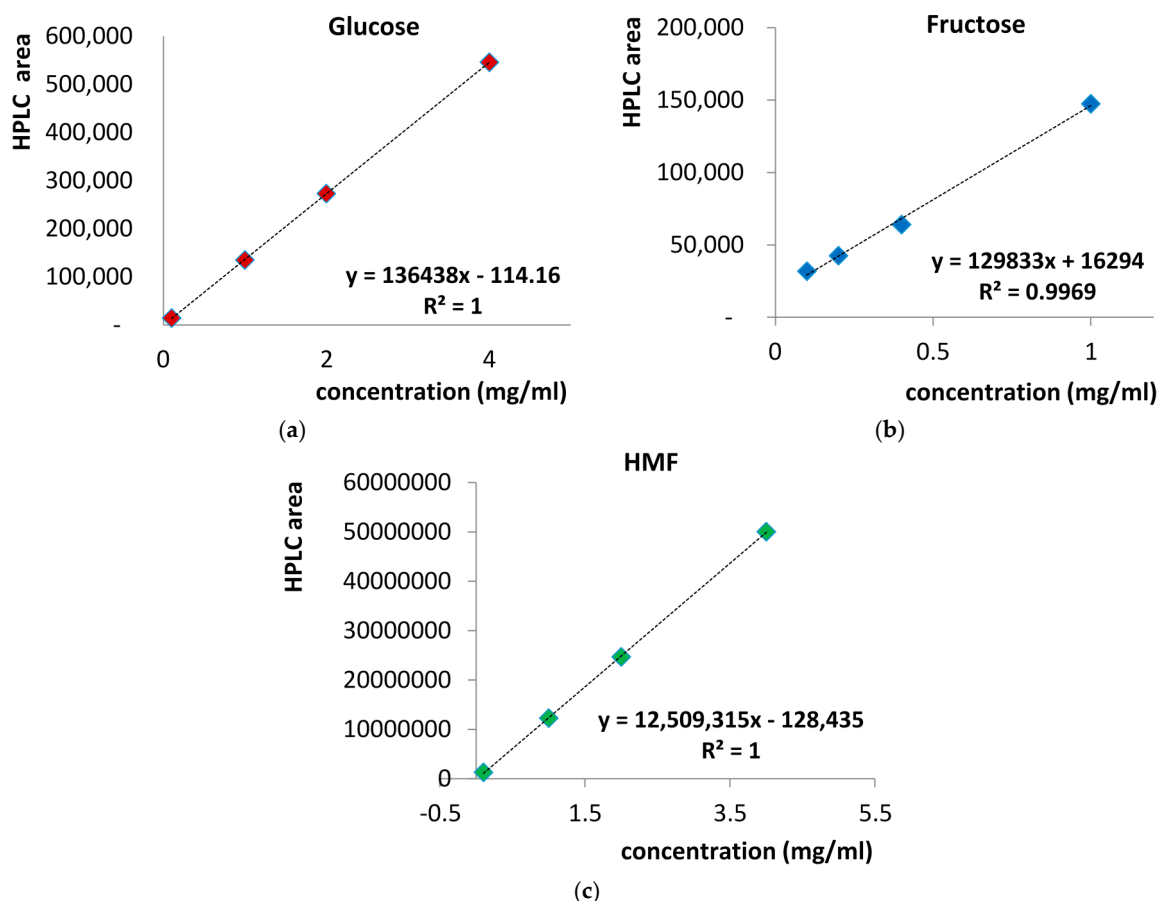 Glucose
HPLC area
600,000
500,000
400,000
300,000
200,000
100,000
-
0
2
4
y = 136438x - 114.16
R² = 1
concentration (mg/ml)
(a)
Fructose
HPLC area
200,000
150,000
100,000
50,000
-
0
0.5
1
y = 129833x + 16294
R² = 0.9969
concentration (mg/ml)
(b)
HMF
HPLC area
60000000
50000000
40000000
30000000
20000000
10000000
0
-0.5
1.5
3.5
5.5
y = 12,509,315x - 128,435
R² = 1
concentration (mg/ml)
(c)